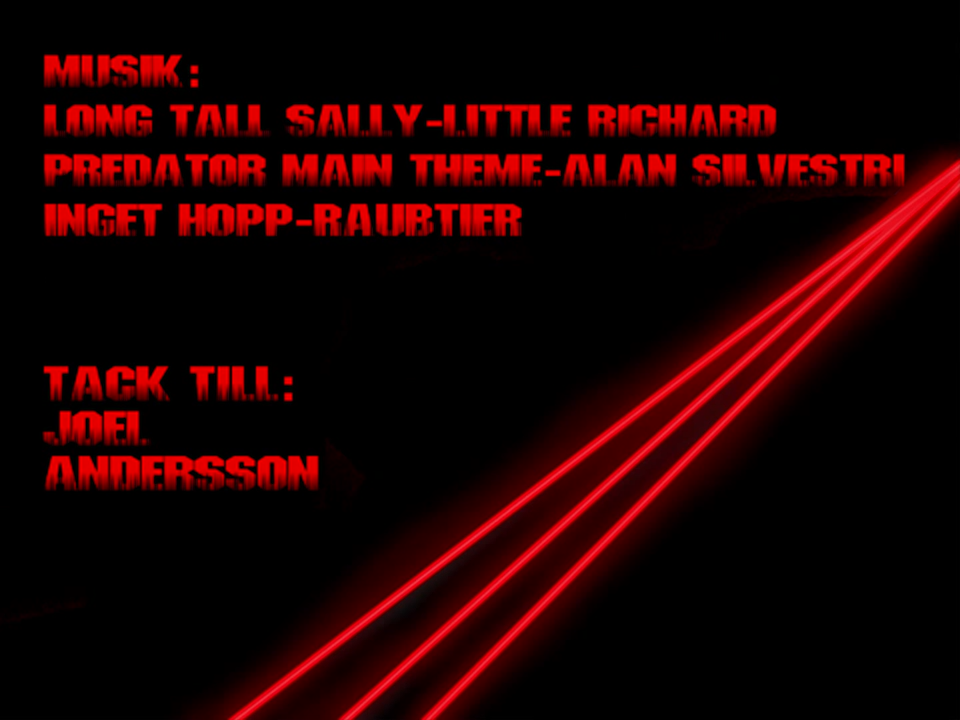 MUSIK:
LONG TALL SALLY-LITTLE RICHARD
PREDATOR MAIN THEME-ALAN SILVESTRI
INGET HOPP-RAUBTIER
TACK TILL:
JOEL
ANDERSSON